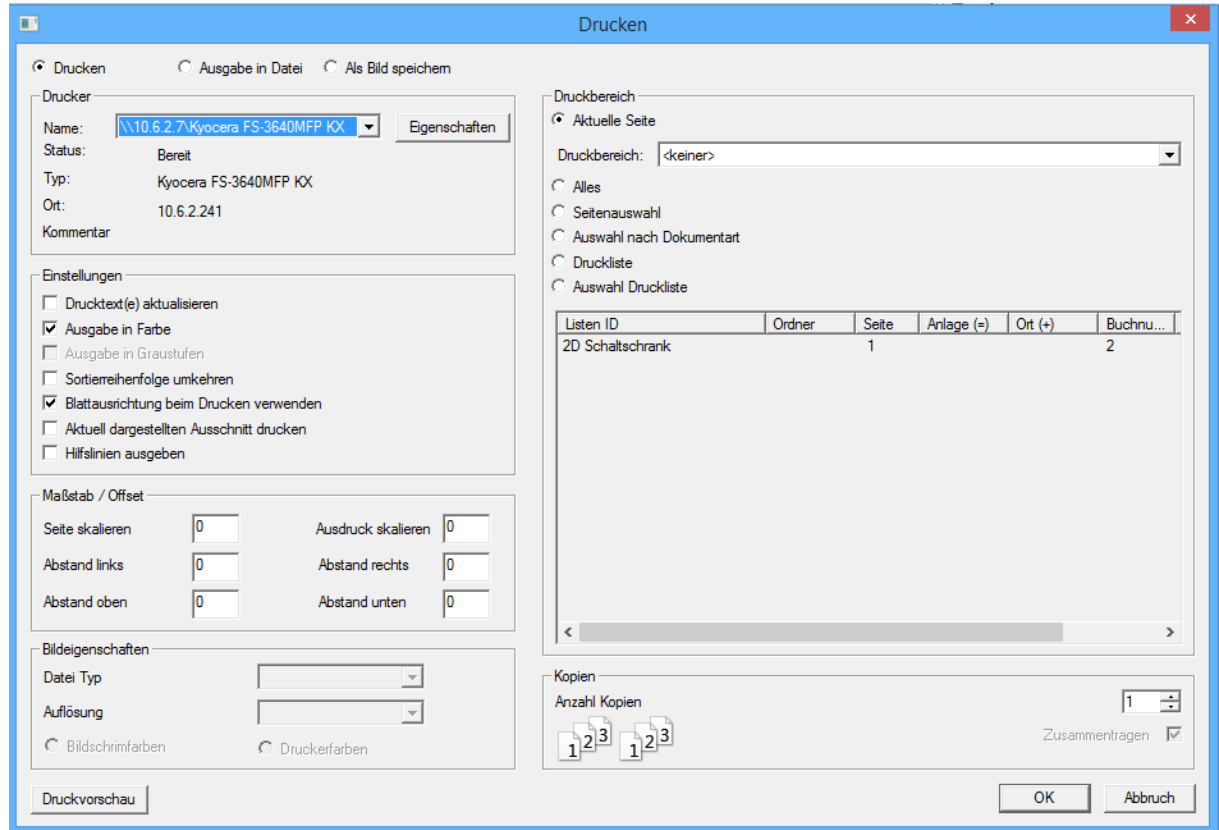 Drucken
Drucken Ausgabe in Datei Als Bild speichern
Drucker
Name: \\10.6.2.7\Kyocera FS-3640MFP KX Eigenschaften
Status: Bereit
Typ: Kyocera FS-3640MFP KX
Ort: 10.6.2.241
Kommentar
Einstellungen
Drucktext(e) aktualisieren
Ausgabe in Farbe
Ausgabe in Graustufen
Sortierreihenfolge umkehren
Blattausrichtung beim Drucken verwenden
Aktuell dargestellten Ausschnitt drucken
Hilfslinien ausgeben
Maßstab / Offset
Seite skalieren 0 Ausdruck skalieren 0
Abstand links 0 Abstand rechts 0
Abstand oben 0 Abstand unten 0
Bildeigenschaften
Datei Typ
Auflösung
Bildschrimfarben Druckerfarben
Druckvorschau
Druckbereich
Aktuelle Seite
Druckbereich: <keiner>
Alles
Seitenauswahl
Auswahl nach Dokumentart
Druckliste
Auswahl Druckliste
Listen ID Ordner Seite Anlage (=) Ort (+) Buchnu...
2D Schaltschrank 1 2
Kopien
Anzahl Kopien 1
1 2 3 1 2 3 Zusammentragen
OK Abbruch